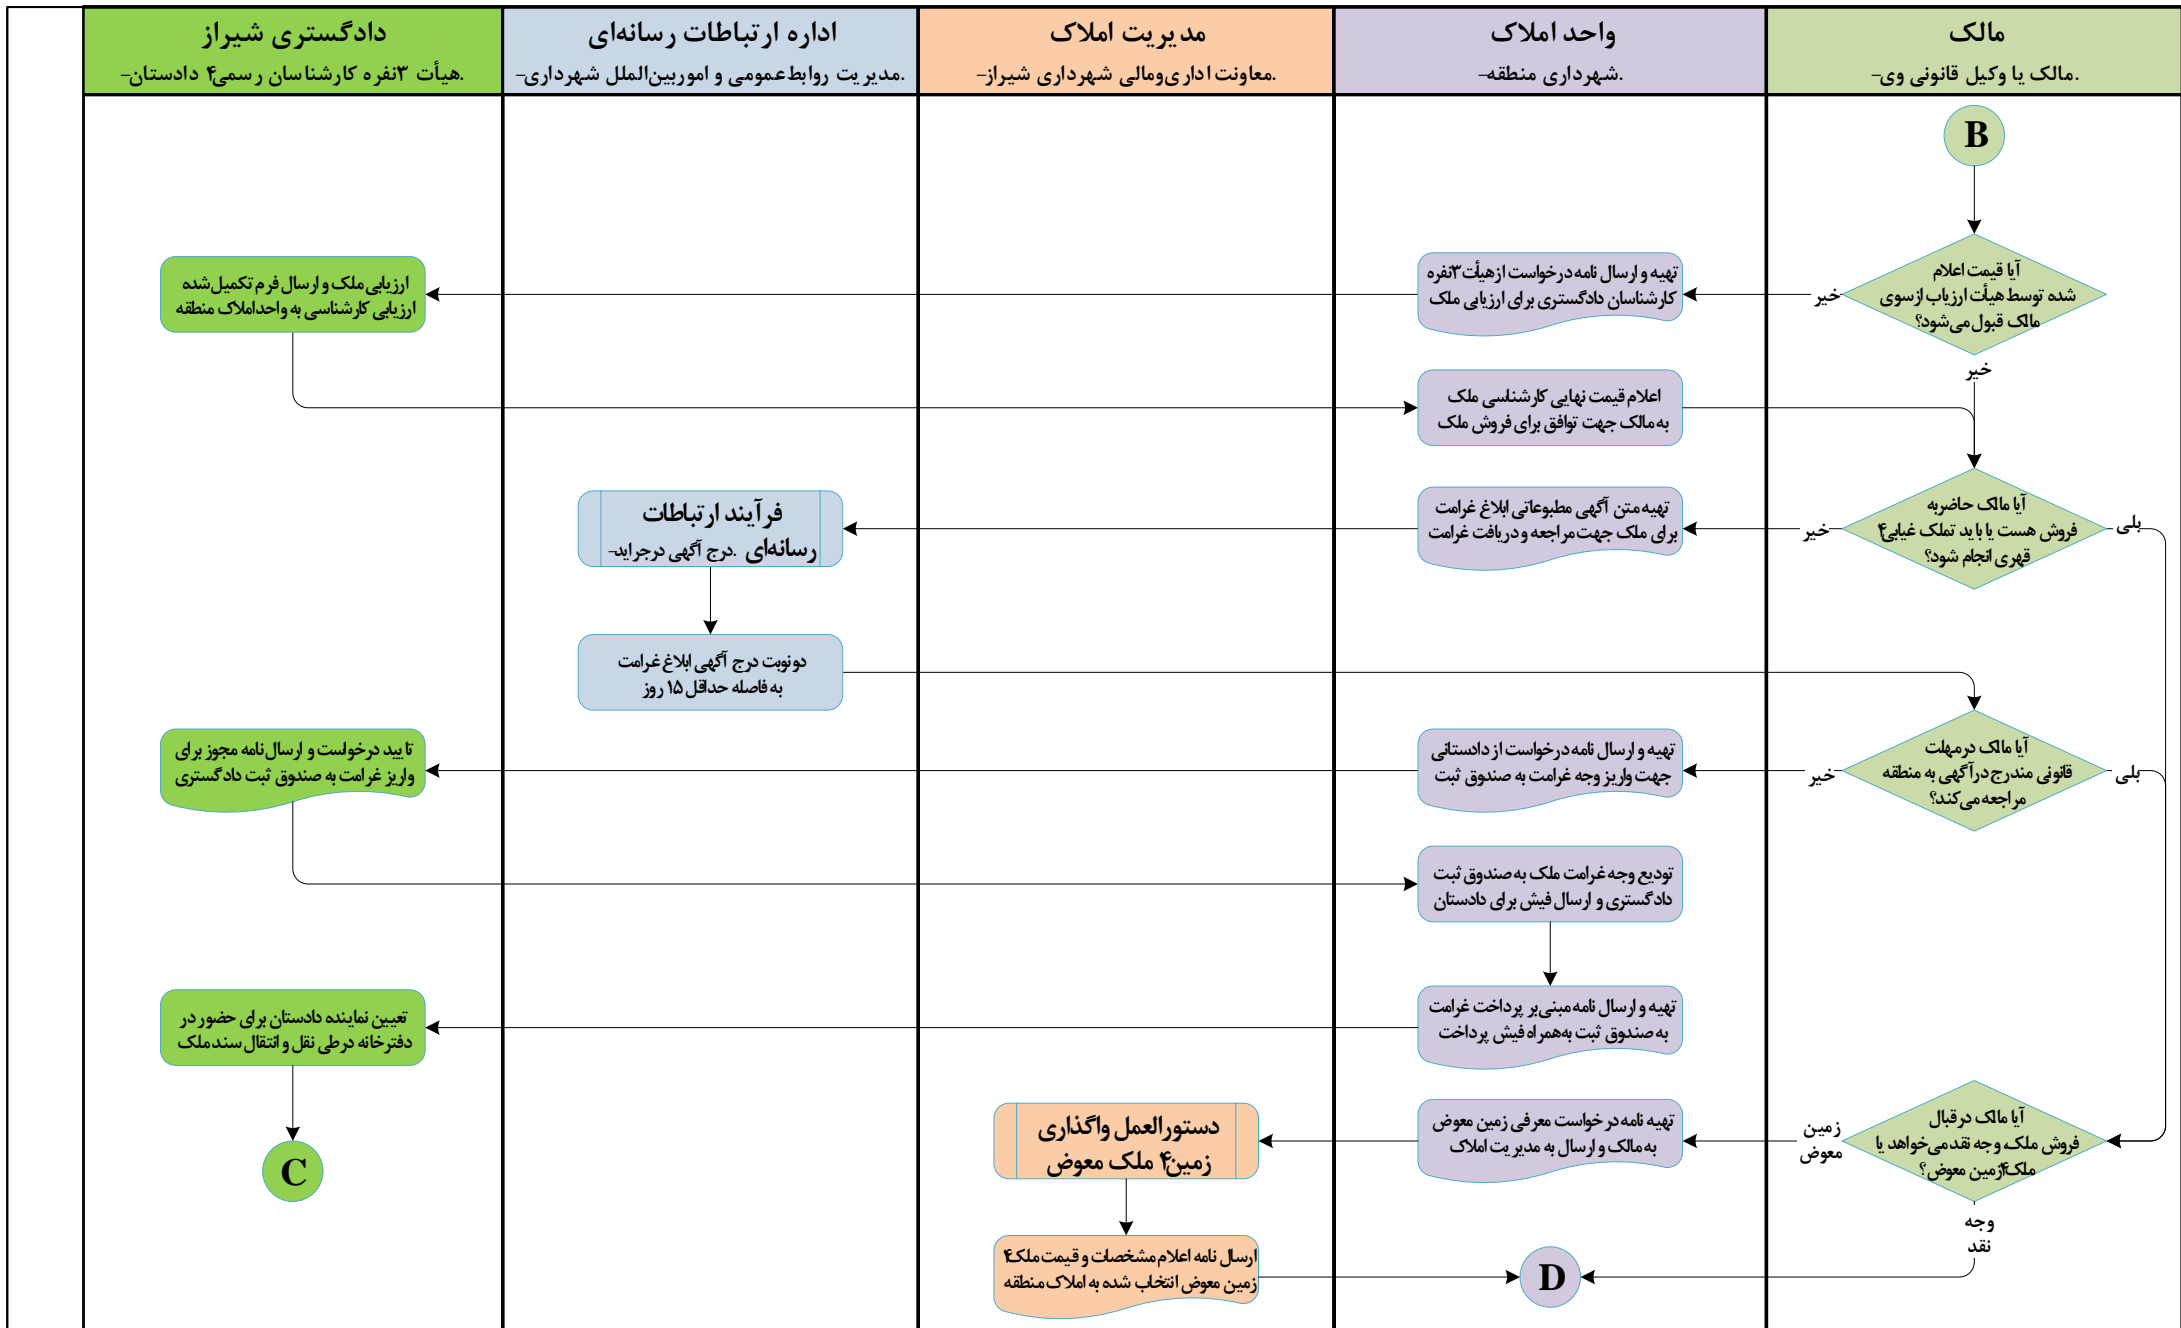 مالک
.مالک یا وکیل قانونی وی-
واحد املاک
.شهرداری منطقه-
مدیریت املاک
.معاونت اداری‌ومالی شهرداری شیراز-
اداره ارتباطات رسانه‌ای
.مدیریت روابط‌عمومی و اموربین‌الملل شهرداری-
دادگستری شیراز
.هیأت ۳نفره کارشناسان رسمی۴ دادستان-
B
آیا قیمت اعلام
شده توسط هیأت ارزیاب ازسوی
مالک قبول‌می‌شود؟
خیر
خیر
تهیه و ارسال نامه درخواست ازهیأت ۳نفره
کارشناسان دادگستری برای ارزیابی ملک
ارزیابی‌ملک و ارسال فرم تکمیل‌شده
ارزیابی کارشناسی به واحداملاک منطقه
اعلام قیمت نهایی کارشناسی ملک
به مالک جهت توافق برای فروش ملک
آیا مالک حاضربه
فروش هست یا باید تملک غیابی۴
قهری انجام شود؟
بلی
خیر
تهیه متن آگهی مطبوعاتی ابلاغ غرامت
برای ملک جهت مراجعه و دریافت غرامت
فرآیند ارتباطات
رسانه‌ای .درج آگهی درجراید-
دونوبت درج آگهی ابلاغ غرامت
به فاصله حداقل ۱۵ روز
آیا مالک درمهلت
قانونی مندرج درآگهی به منطقه
مراجعه‌می‌کند؟
بلی
خیر
تهیه و ارسال نامه درخواست از دادستانی
جهت واریز وجه غرامت به صندوق ثبت
تایید درخواست و ارسال‌نامه مجوز برای
واریز غرامت به صندوق ثبت دادگستری
تودیع وجه غرامت ملک به صندوق ثبت
دادگستری و ارسال فیش برای دادستان
تهیه و ارسال نامه مبنی‌بر پرداخت غرامت
به صندوق ثبت به‌همراه فیش پرداخت
تعیین نماینده دادستان برای حضور در
دفترخانه درطی نقل و انتقال سندملک
آیا مالک درقبال
فروش ملک، وجه نقدمی‌خواهد یا
ملک۴زمین معوض؟
زمین
معوض
وجه
نقد
تهیه نامه درخواست معرفی زمین معوض
به مالک و ارسال به مدیریت املاک
دستورالعمل واگذاری
زمین۴ ملک معوض
C
ارسال نامه اعلام مشخصات و قیمت ملک۴
زمین معوض انتخاب شده به املاک منطقه
D